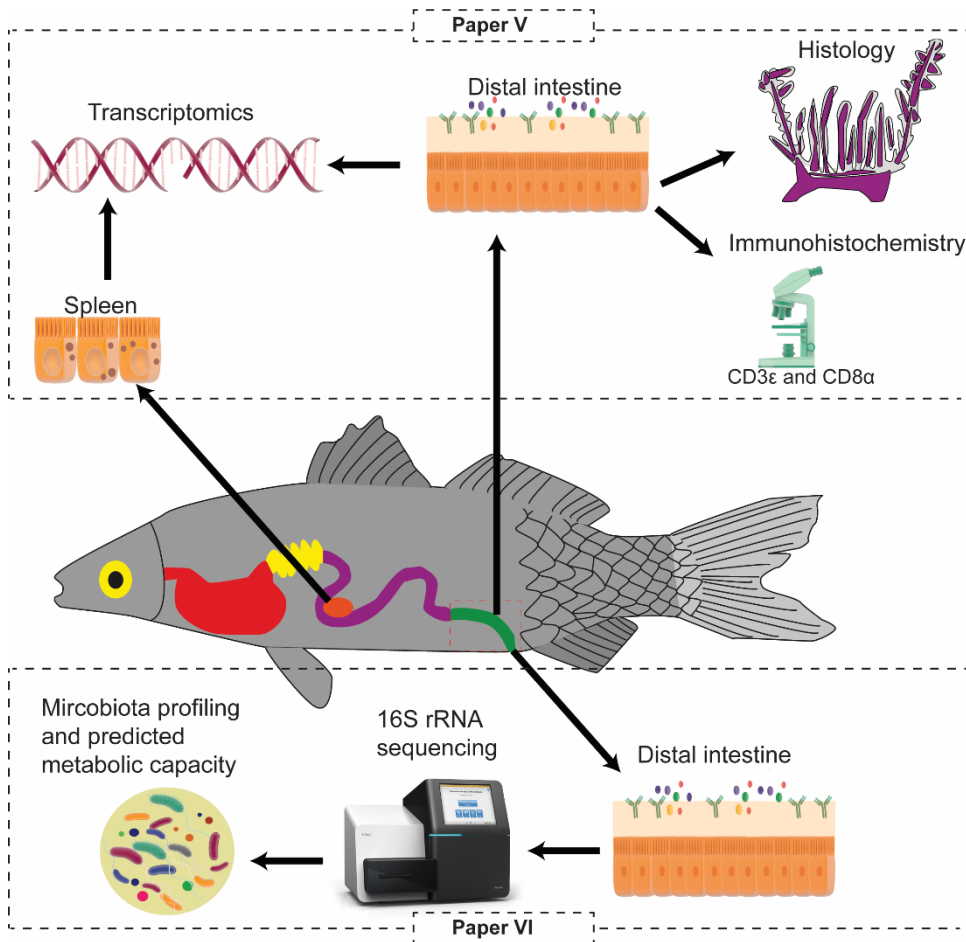 Paper V
Histology
Distal intestine
Transcriptomics
Immunohistochemistry
Spleen
CD3ε and CD8α
Mircobiota profiling
and predicted
metabolic capacity
16S rRNA
sequencing
Distal intestine
Paper VI